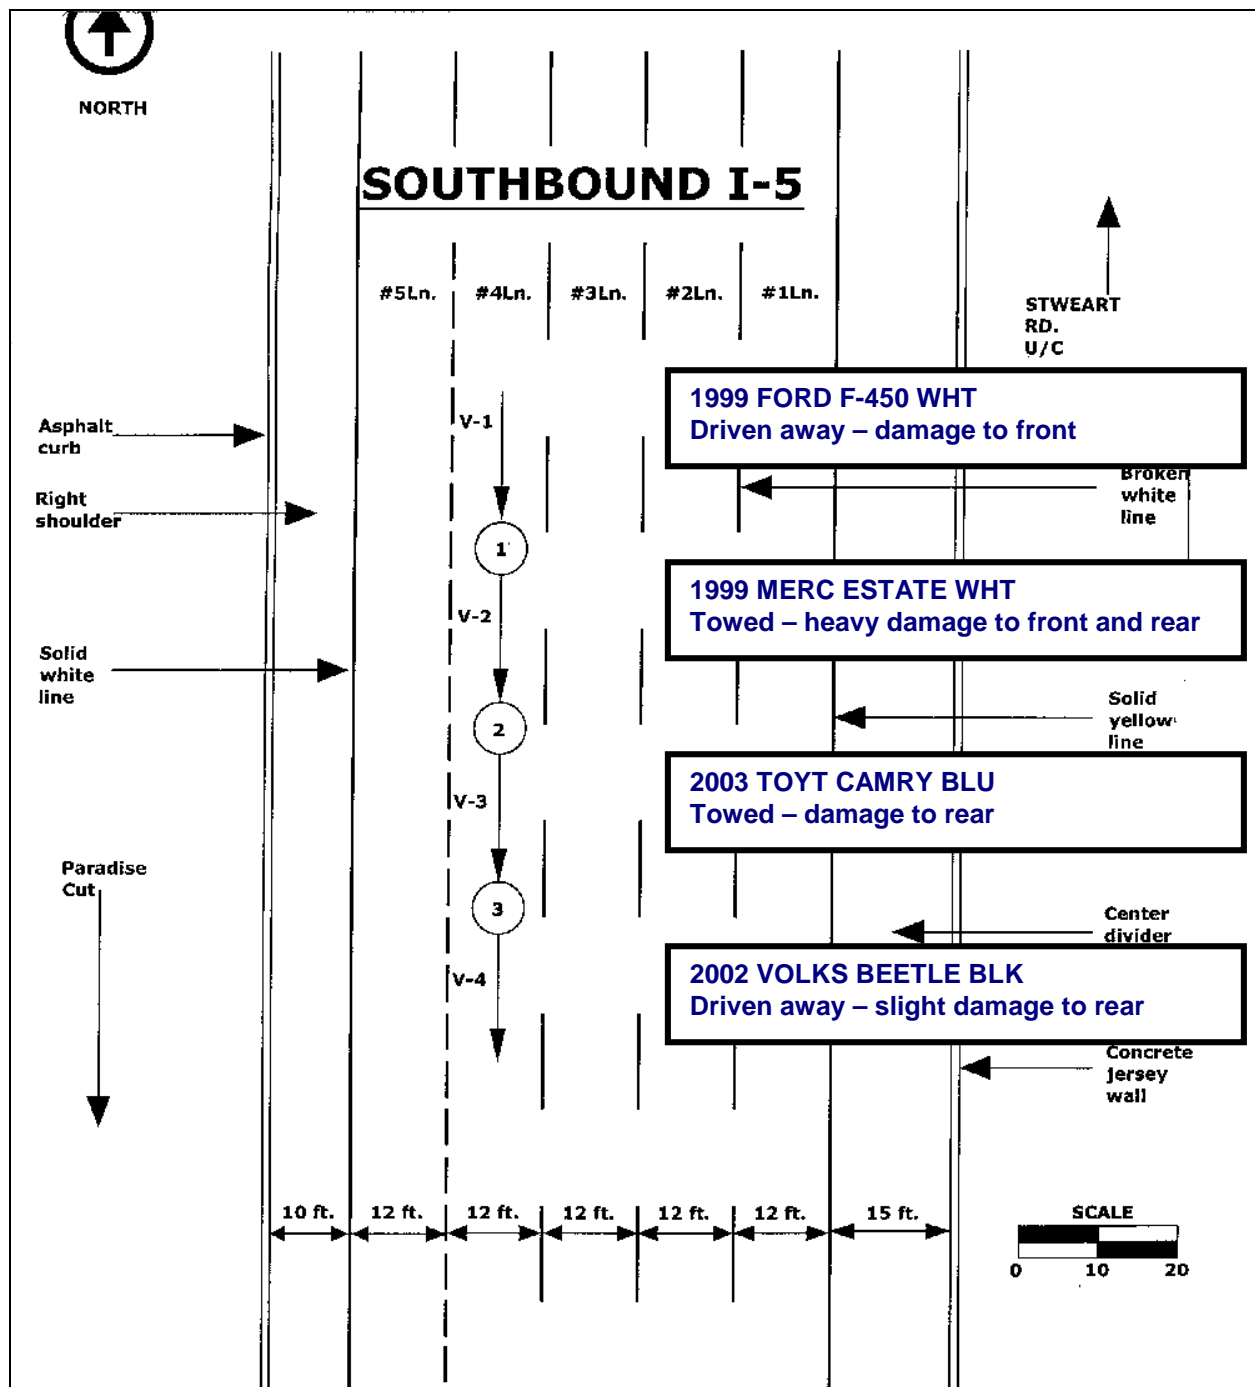 NORTH
SOUTHBOUND I-5
#5Ln. #4Ln. #3Ln. #2Ln. #1Ln.
STWEART
RD.
U/C
1999 FORD F-450 WHT
Driven away – damage to front
V-1
Asphalt
curb
Broken
white
line
Right
shoulder
1
1999 MERC ESTATE WHT
Towed – heavy damage to front and rear
V-2
Solid
white
line
Solid
yellow
line
2
2003 TOYT CAMRY BLU
Towed – damage to rear
V-3
Paradise
Cut
3
Center
divider
2002 VOLKS BEETLE BLK
Driven away – slight damage to rear
V-4
Concrete
jersey
wall
10 ft. 12 ft. 12 ft. 12 ft. 12 ft. 12 ft. 15 ft.
SCALE
0 10 20